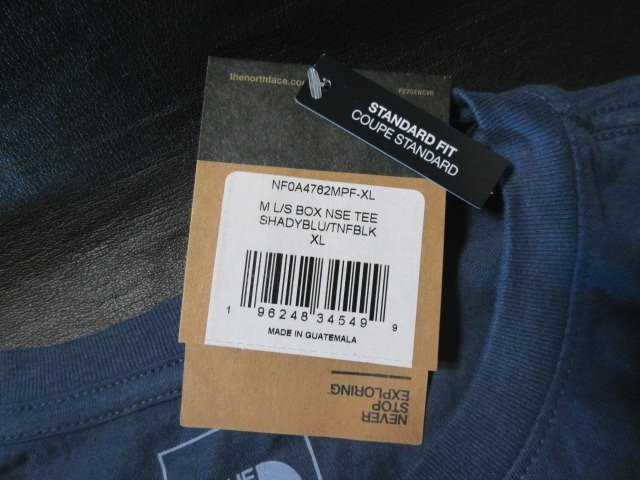 thenorthface.com
F22GENCVR
STANDARD FIT
COUPE STANDARD
NF0A4762MPF-XL
M L/S BOX NSE TEE
SHADYBLU/TNFBLK
XL
1 96248 34549 9
MADE IN GUATEMALA
NEVER
STOP
EXPLORING